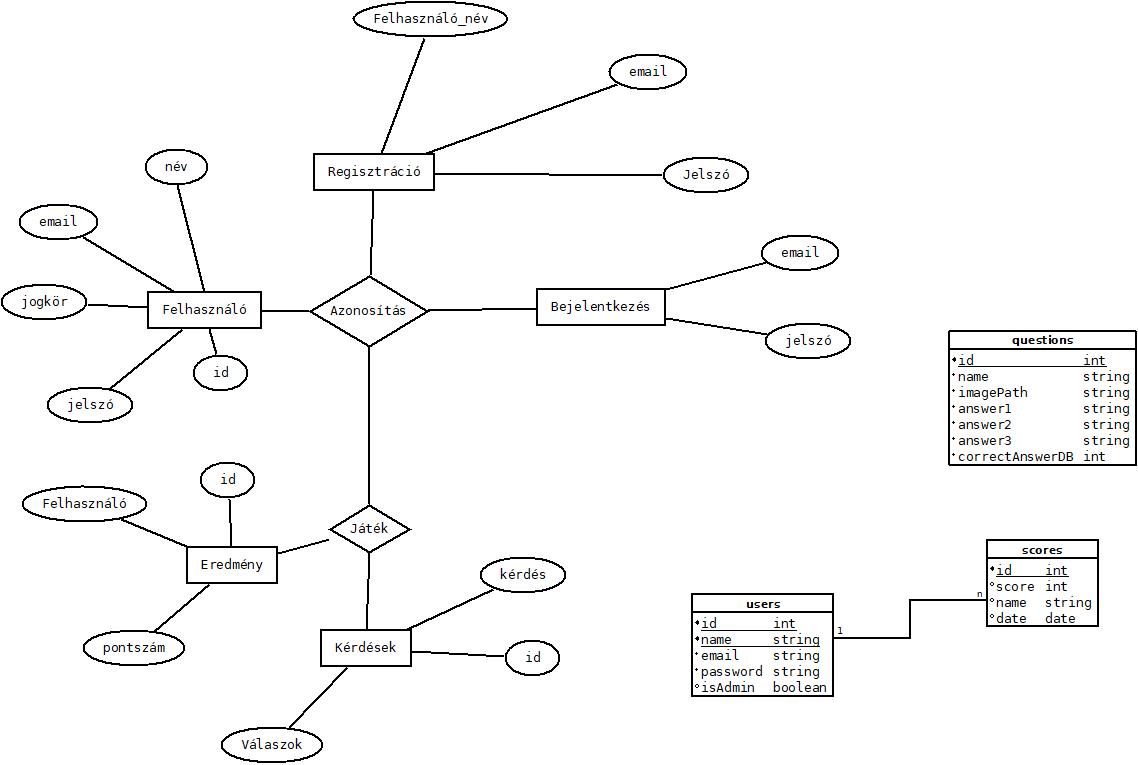 Felhasználó_név
email
Regisztráció
Jelszó
név
email
jogkör
Felhasználó
jelszó
id
Azonosítás
Bejelentkezés
email
jelszó
Felhasználó
id
Eredmény
pontszám
Játék
kérdés
Kérdések
id
Válaszok
questions
id int
name string
imagePath string
answer1 string
answer2 string
answer3 string
correctAnswerDB int
users
id int
name string
email string
password string
isAdmin boolean
1
n
scores
id int
score int
name string
date date